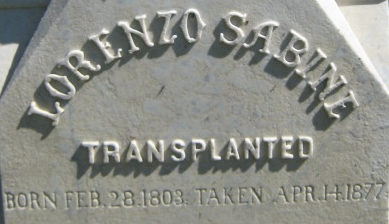 LORENZO SABINE
TRANSPLANTED
BORN FEB. 28. 1803. TAKEN APR. 14. 1877